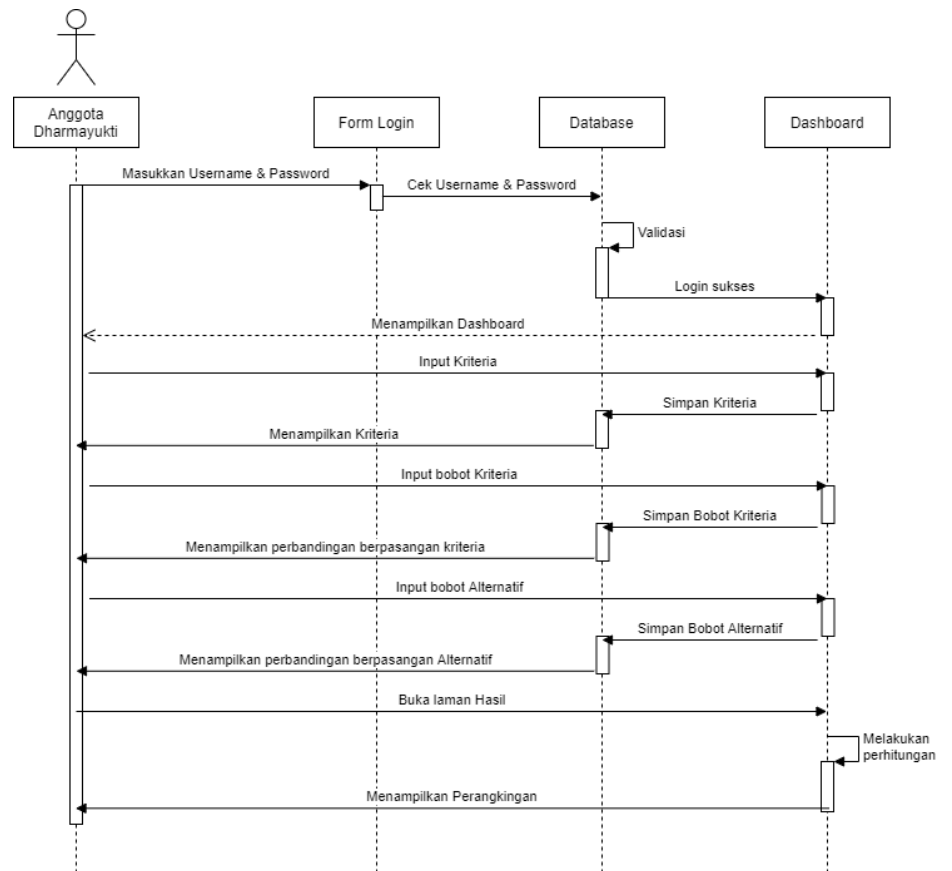 Anggota
Dharmayukti
Form Login
Database
Dashboard
Masukkan Username & Password
Cek Username & Password
Validasi
Login sukses
Menampilkan Dashboard
Input Kriteria
Simpan Kriteria
Menampilkan Kriteria
Input bobot Kriteria
Simpan Bobot Kriteria
Menampilkan perbandingan berpasangan kriteria
Input bobot Alternatif
Simpan Bobot Alternatif
Menampilkan perbandingan berpasangan Alternatif
Buka laman Hasil
Melakukan
perhitungan
Menampilkan Perangkingan